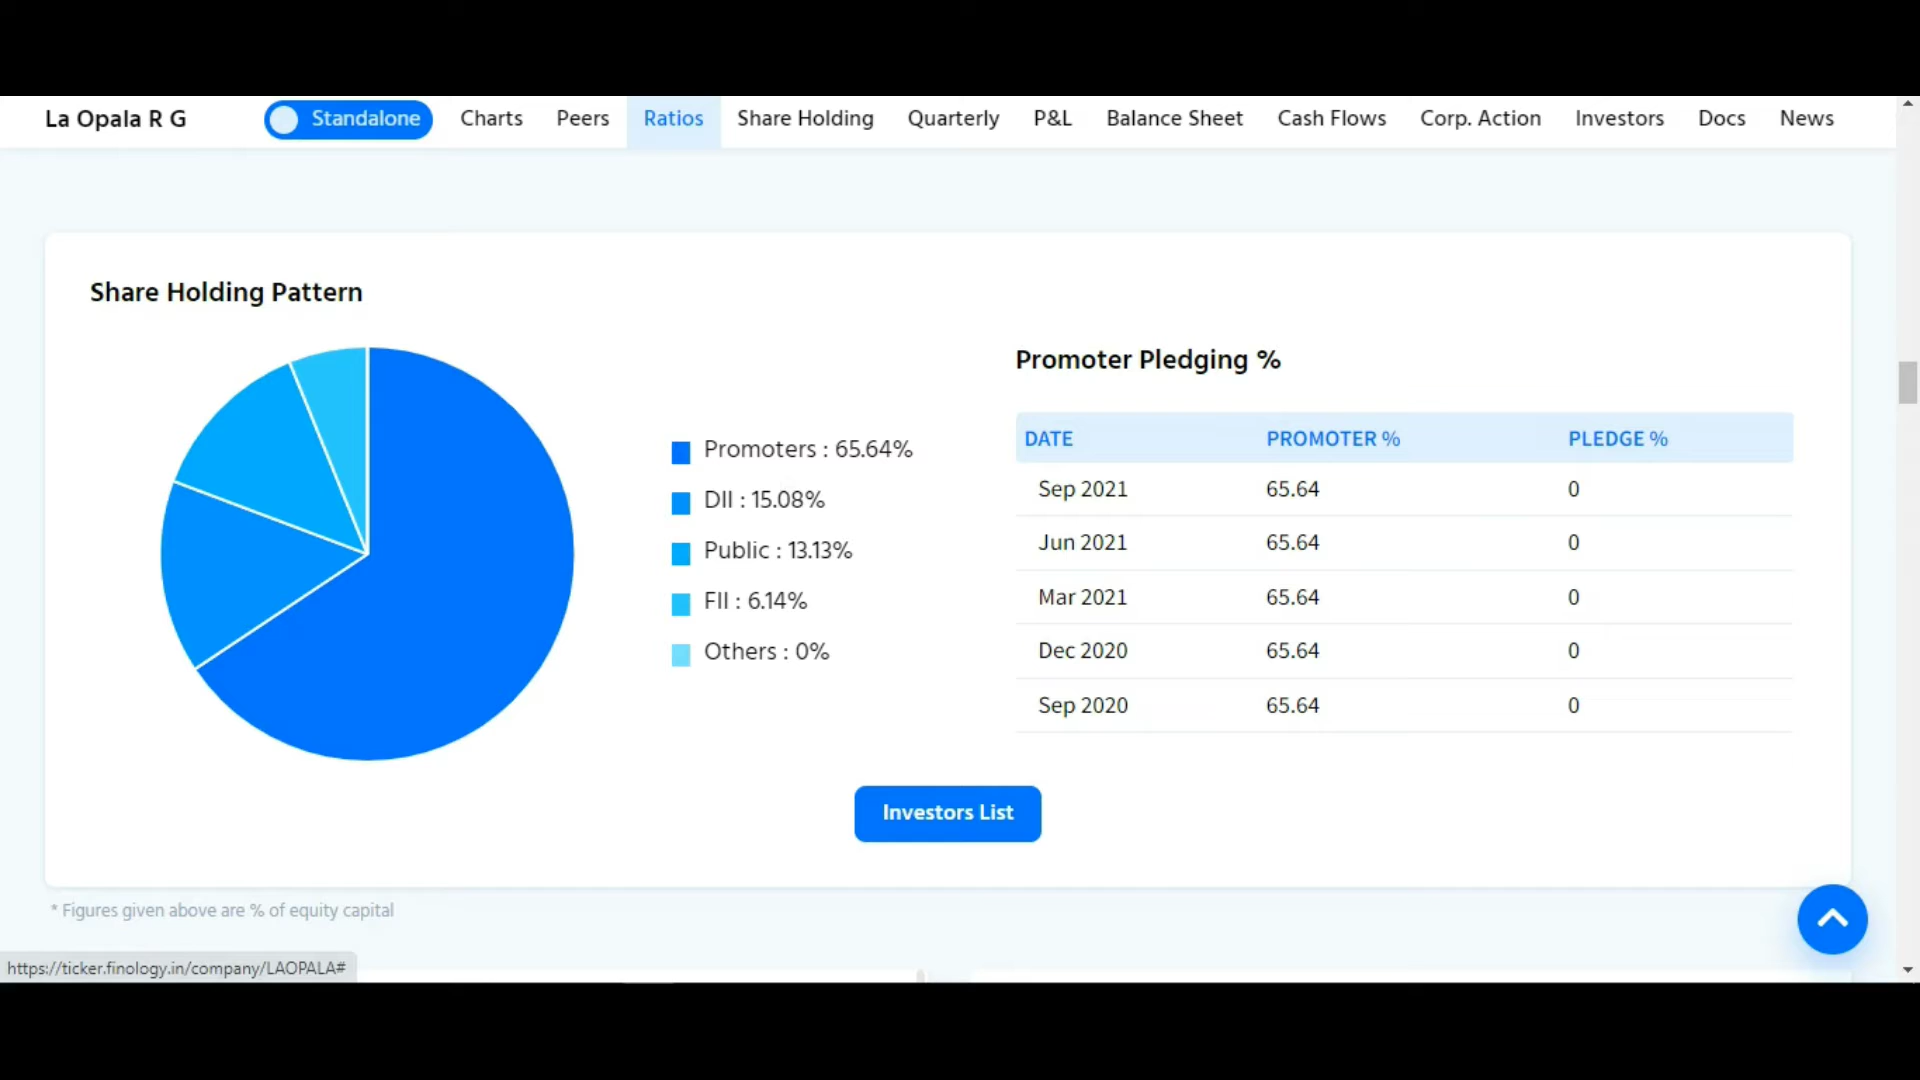 La Opala R G
Standalone
Charts
Peers
Ratios
Share Holding
Quarterly
P&L
Balance Sheet
Cash Flows
Corp. Action
Investors
Docs
News
Share Holding Pattern
Promoters : 65.64%
DII : 15.08%
Public : 13.13%
FII : 6.14%
Others : 0%
Promoter Pledging %
DATE PROMOTER % PLEDGE %
Sep 2021 65.64 0
Jun 2021 65.64 0
Mar 2021 65.64 0
Dec 2020 65.64 0
Sep 2020 65.64 0
Investors List
* Figures given above are % of equity capital
https://ticker.finology.in/company/LAOPALA#